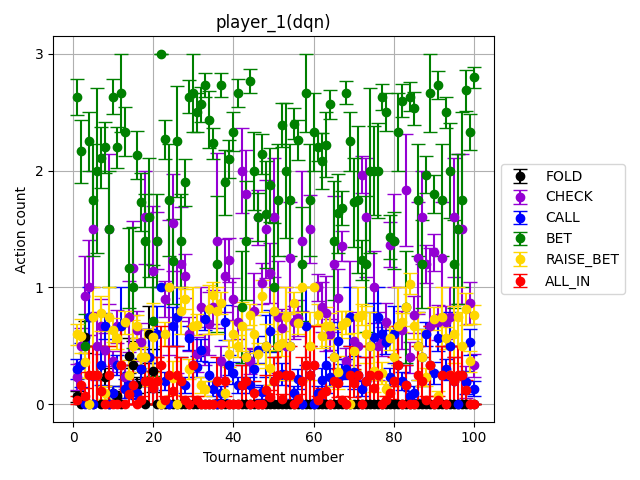 player_1(dqn)
3
2
1
0
Action count
0
20
40
60
80
100
Tournament number
FOLD
CHECK
CALL
BET
RAISE_BET
ALL_IN